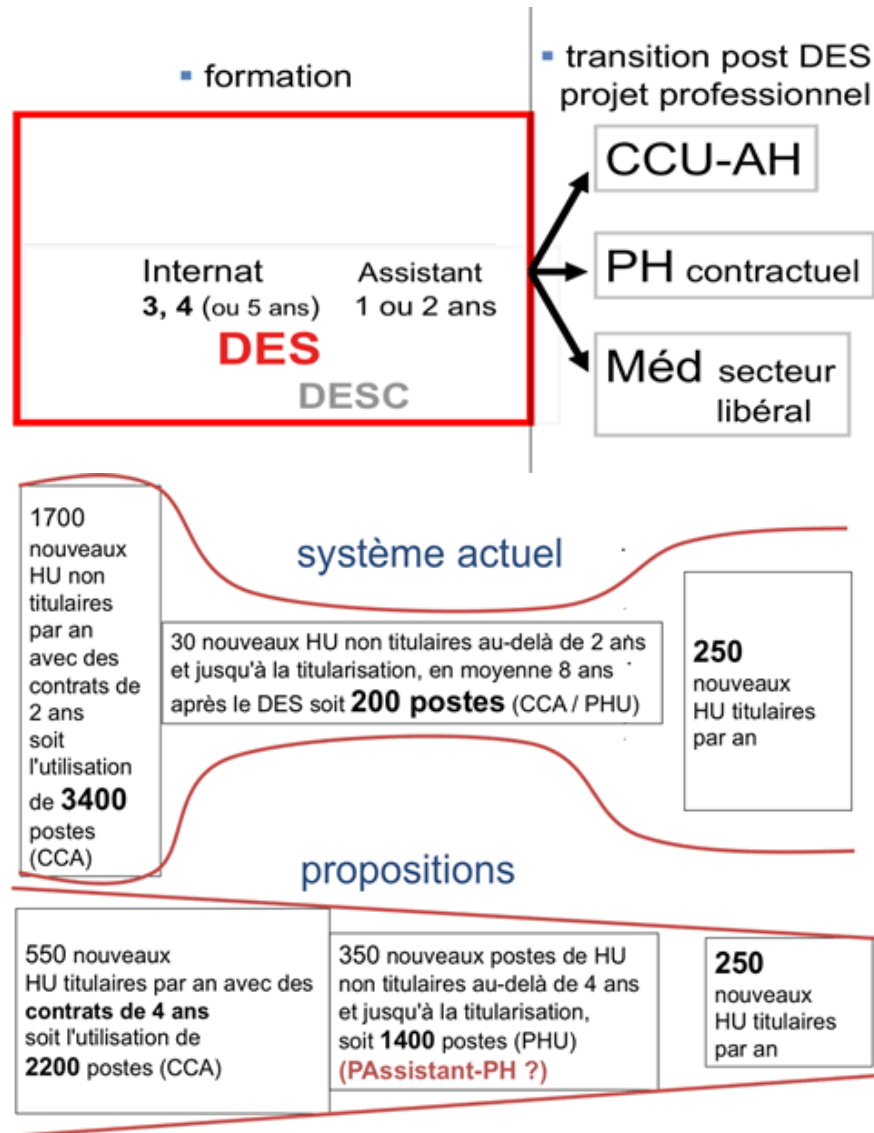 ▪ formation
▪ transition post DES
projet professionnel
Internat
3, 4 (ou 5 ans)
Assistant
1 ou 2 ans
DES
DESC
CCU-AH
PH contractuel
Méd secteur
libéral
système actuel
1700
nouveaux
HU non
titulaires
par an
avec des
contrats de
2 ans
soit
l'utilisation
de 3400
postes
(CCA)
30 nouveaux HU non titulaires au-delà de 2 ans
et jusqu'à la titularisation, en moyenne 8 ans
après le DES soit 200 postes (CCA / PHU)
250
nouveaux
HU titulaires
par an
propositions
550 nouveaux
HU titulaires par an avec des
contrats de 4 ans
soit l'utilisation de
2200 postes (CCA)
350 nouveaux postes de HU
non titulaires au-delà de 4 ans
et jusqu'à la titularisation,
soit 1400 postes (PHU)
(PAssistant-PH ?)
250
nouveaux
HU titulaires
par an